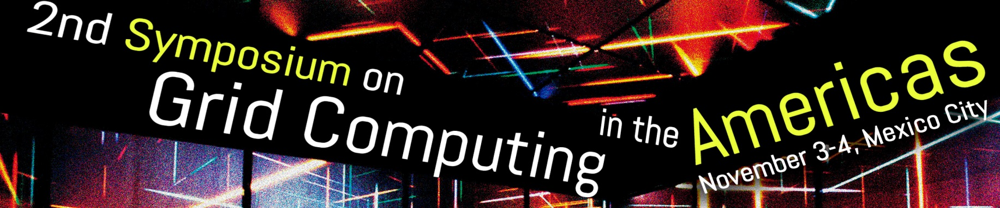 2nd Symposium on
Grid Computing
in the Americas
November 3-4, Mexico City